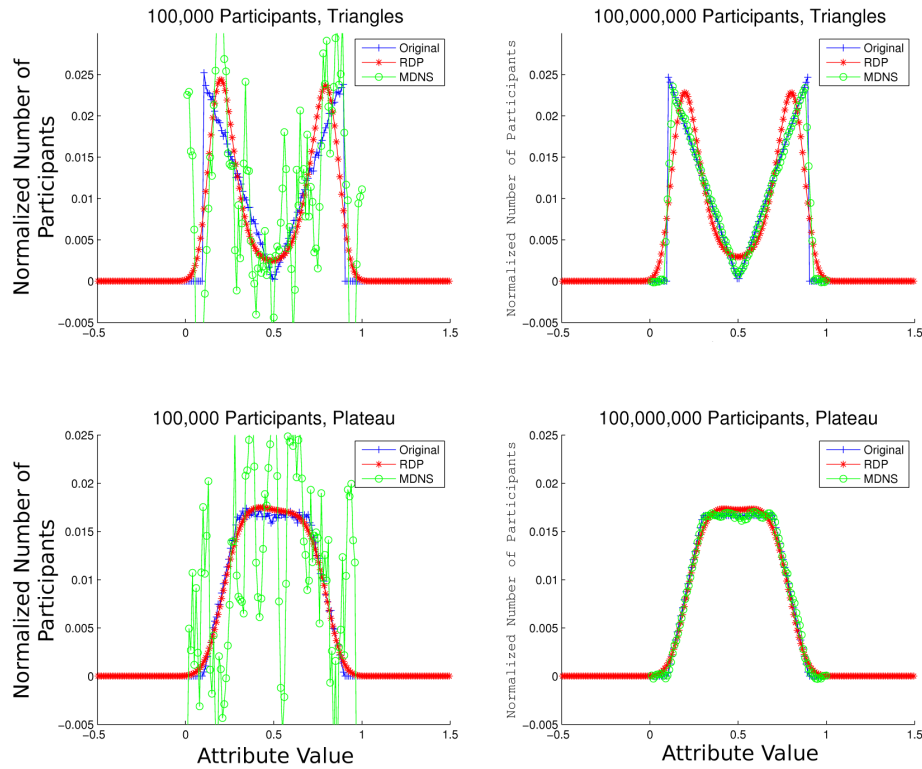 100,000 Participants, Triangles
Normalized Number of
Participants
0.025
0.02
0.015
0.01
0.005
0
−0.005
−0.5
0
0.5
1
1.5
Original
RDP
MDNS
100,000,000 Participants, Triangles
Normalized Number of Participants
0.025
0.02
0.015
0.01
0.005
0
−0.005
−0.5
0
0.5
1
1.5
Original
RDP
MDNS
100,000 Participants, Plateau
Normalized Number of
Participants
0.025
0.02
0.015
0.01
0.005
0
−0.005
−0.5
0
0.5
1
1.5
Attribute Value
Original
RDP
MDNS
100,000,000 Participants, Plateau
Normalized Number of Participants
0.025
0.02
0.015
0.01
0.005
0
−0.005
−0.5
0
0.5
1
1.5
Attribute Value
Original
RDP
MDNS